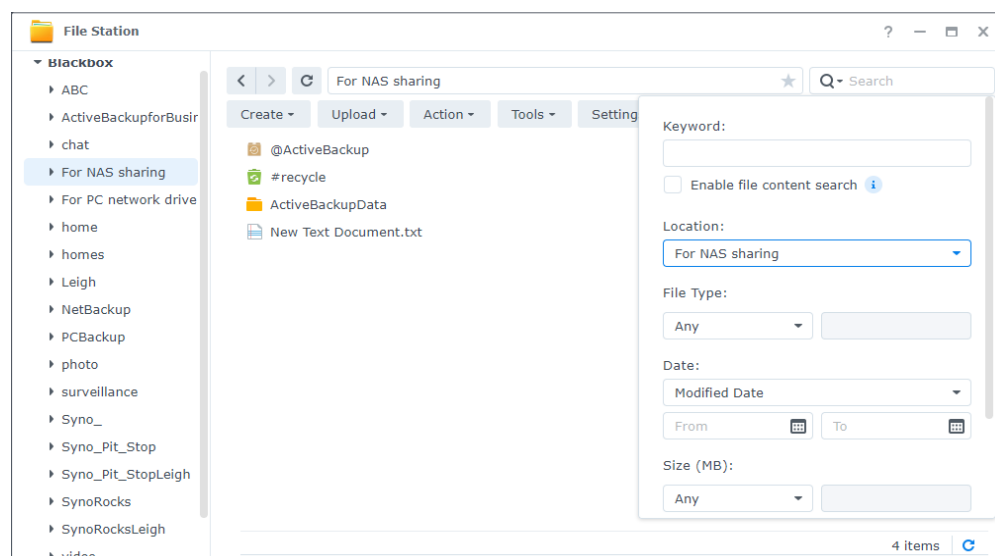 File Station
Blackbox
ABC
ActiveBackupforBusir
chat
For NAS sharing
For PC network drive
home
homes
Leigh
NetBackup
PCBackup
photo
surveillance
Syno_
Syno_Pit_Stop
Syno_Pit_StopLeigh
SynoRocks
SynoRocksLeigh
video
For NAS sharing
Search
Create
Upload
Action
Tools
Setting
@ActiveBackup
#recycle
ActiveBackupData
New Text Document.txt
Keyword:
Enable file content search
Location:
For NAS sharing
File Type:
Any
Date:
Modified Date
From
To
Size (MB):
Any
4 items